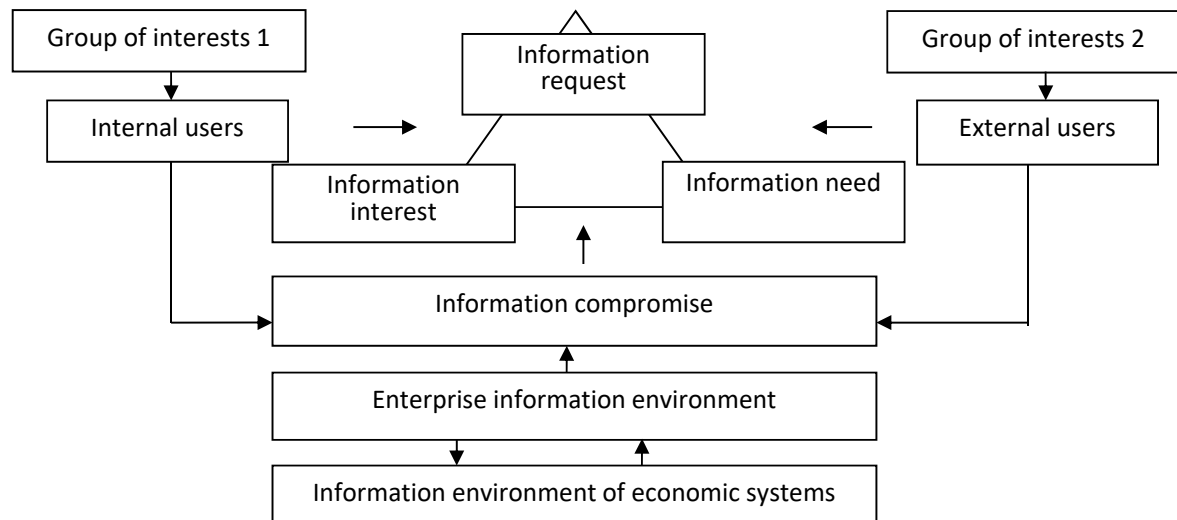 Group of interests 1
Information
request
Group of interests 2
Internal users
External users
Information
interest
Information need
Information compromise
Enterprise information environment
Information environment of economic systems